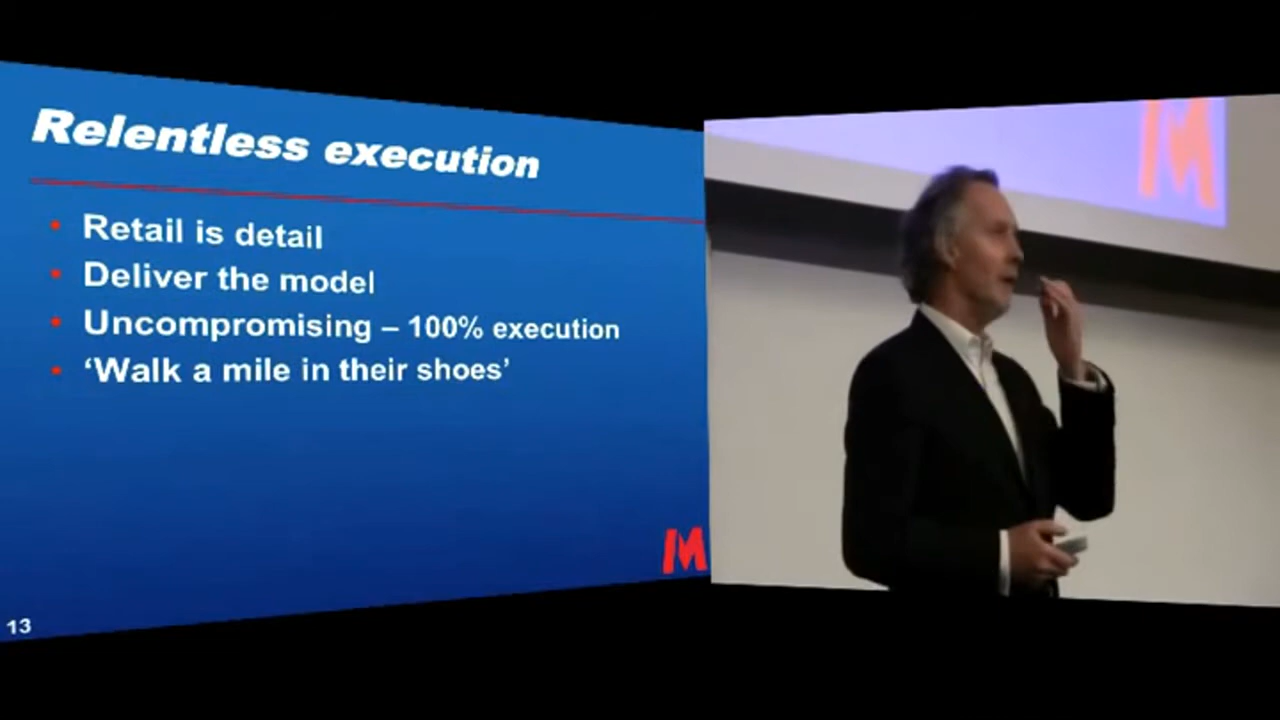 Relentless execution
• Retail is detail
• Deliver the model
• Uncompromising – 100% execution
• ‘Walk a mile in their shoes’
M
13
M